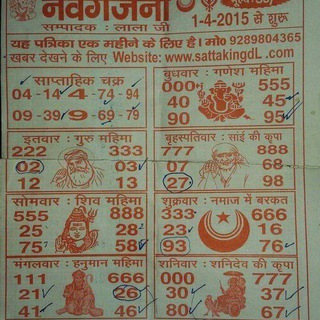 नवगजना
सम्पादक : लाला जी
1-4-2015 से शुरू
यह पत्रिका एक महीने के लिए है। मो० 9289804365
खबर देखने के लिए Website: www.sattakingdL.com
साप्ताहिक चक्र
04-14-4-74-94
09-39-9-69-79
बुधवार : गणेश महिमा
000 555
40 45
90 95
इतवार : गुरु महिमा
222 333
02 03
12 13
बृहस्पतिवार : साई की कृपा
777 888
07 68
27 98
सोमवार : शिव महिमा
555 888
25 28
75 58
शुक्रवार : नमाज में बरकत
333 666
23 16
93 76
मंगलवार : हनुमान महिमा
111 666
21 26
41 46
शनिवार : शनिदेव की कृपा
000 777
30 37
80 67